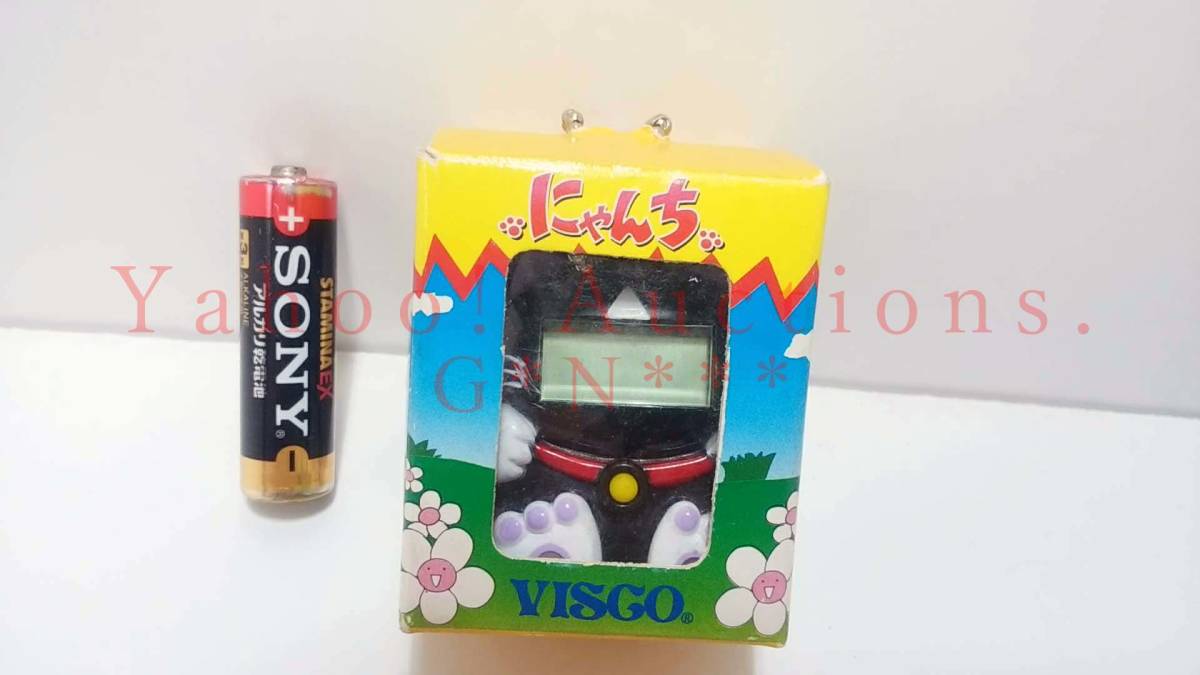 にゃんち
Yahoo! Auctions.
G*N***
VISCO®
+ SONY® −
STAMINA EX
アルカリ乾電池
ALKALINE